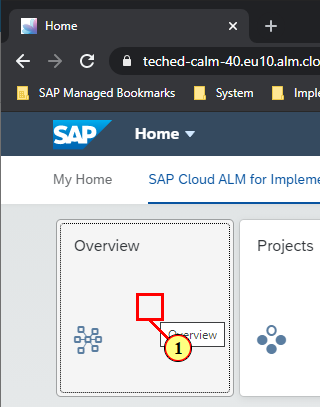 Home
teched-calm-40.eu10.alm.clo
SAP Managed Bookmarks System Imple
SAP Home
My Home SAP Cloud ALM for Impleme
Overview Projects
Overview
1